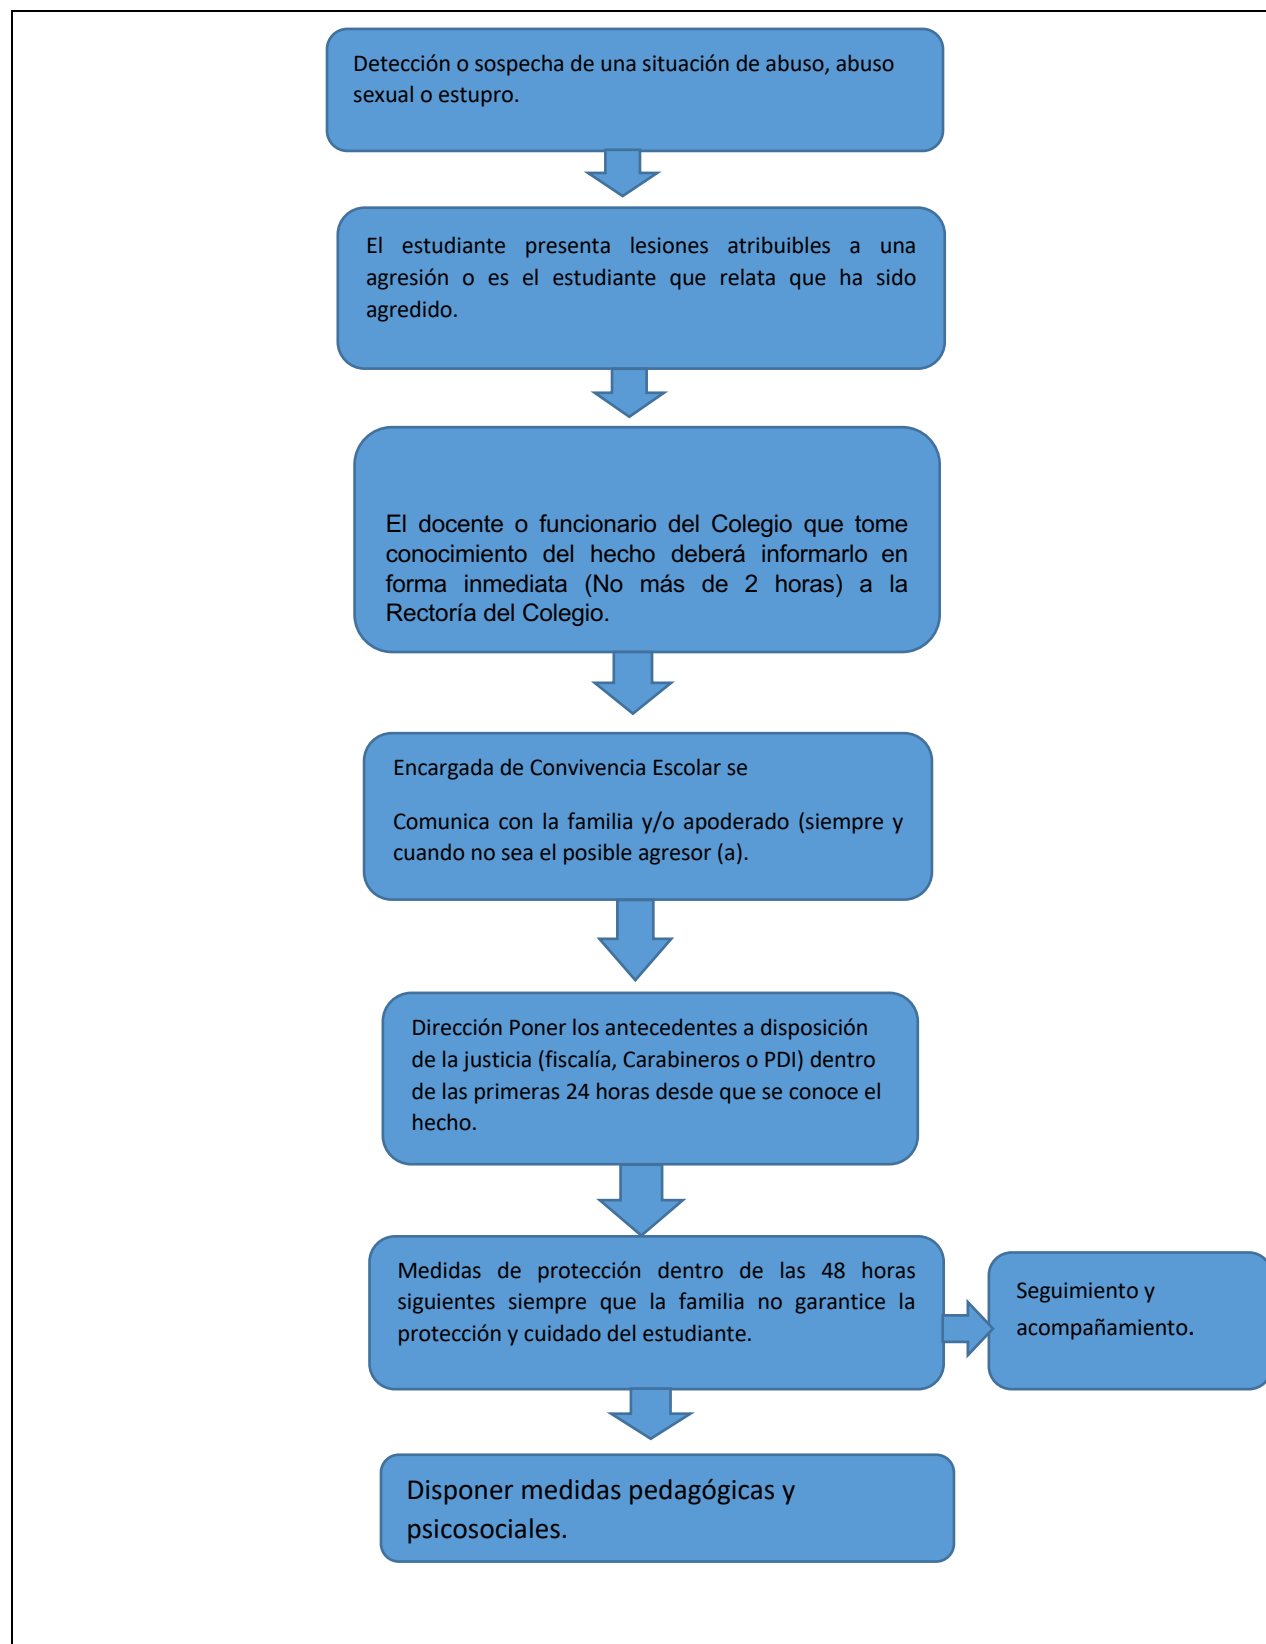 Detección o sospecha de una situación de abuso, abuso
sexual o estupro.
El estudiante presenta lesiones atribuibles a una
agresión o es el estudiante que relata que ha sido
agredido.
El docente o funcionario del Colegio que tome
conocimiento del hecho deberá informarlo en
forma inmediata (No más de 2 horas) a la
Rectoría del Colegio.
Encargada de Convivencia Escolar se
Comunica con la familia y/o apoderado (siempre y
cuando no sea el posible agresor (a).
Dirección Poner los antecedentes a disposición
de la justicia (fiscalía, Carabineros o PDI) dentro
de las primeras 24 horas desde que se conoce el
hecho.
Medidas de protección dentro de las 48 horas
siguientes siempre que la familia no garantice la
protección y cuidado del estudiante.
Seguimiento y
acompañamiento.
Disponer medidas pedagógicas y
psicosociales.